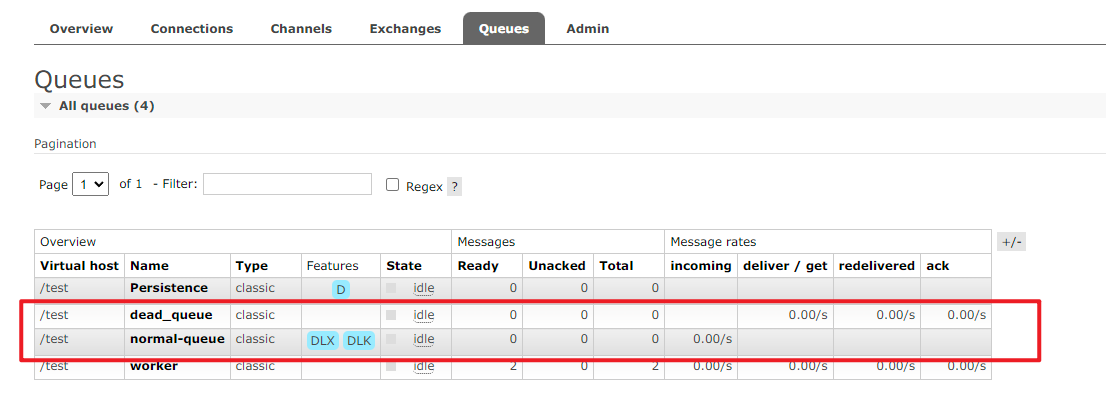 Overview Connections Channels Exchanges Queues Admin
Queues
All queues (4)
Pagination
Page 1 of 1 - Filter: Regex ?
Overview Messages Message rates +/-
Virtual host Name Type Features State Ready Unacked Total incoming deliver / get redelivered ack
/test Persistence classic D idle 0 0 0
/test dead_queue classic idle 0 0 0 0.00/s 0.00/s 0.00/s
/test normal-queue classic DLX DLK idle 0 0 0 0.00/s
/test worker classic idle 2 0 2 0.00/s 0.00/s 0.00/s 0.00/s